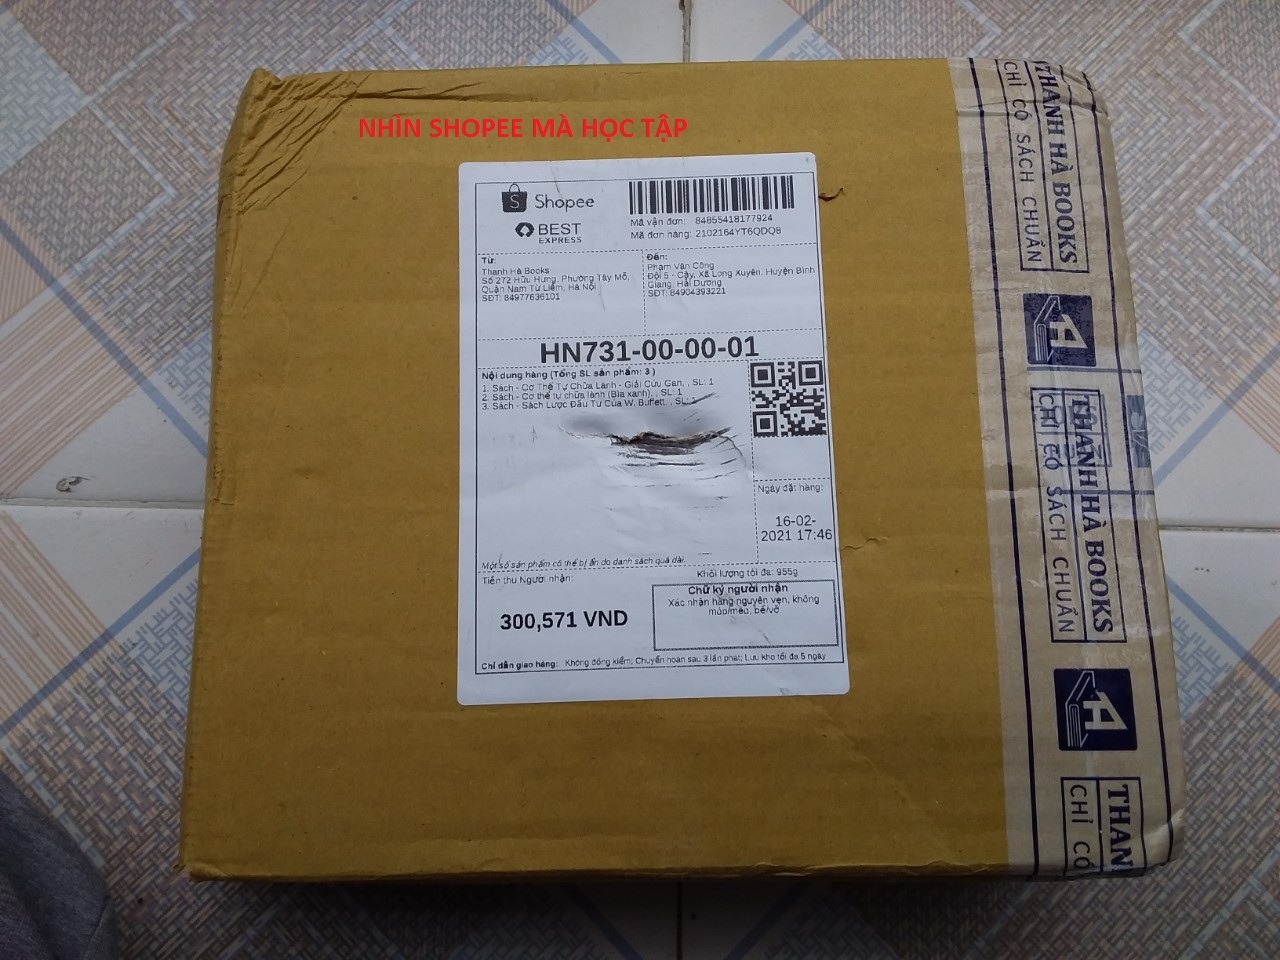 NHÌN SHOPEE MÀ HỌC TẬP
Shopee
BEST
EXPRESS
Mã vận đơn: 84855418177924
Mã đơn hàng: 2102164YT6QDQ8
Từ:
Thanh Hà Books
Số 272 Hữu Hưng, Phường Tây Mỗ,
Quận Nam Từ Liêm, Hà Nội
SĐT: 84977636101
Đến:
Phạm Văn Công
Đội 5 - Cậy, Xã Long Xuyên, Huyện Bình
Giang, Hải Dương
SĐT: 84904393221
HN731-00-00-01
Nội dung hàng (Tổng SL sản phẩm: 3 )
1. Sách - Cơ Thể Tự Chữa Lành - Giải Cứu Gan, , SL: 1
2. Sách - Cơ thể tự chữa lành (Bìa xanh), , SL: 1
3. Sách - Sách Lược Đầu Tư Của W. Buffett, , SL: 1
Ngày đặt hàng:
16-02-
2021 17:46
Một số sản phẩm có thể bị ẩn do danh sách quá dài.
Tiền thu Người nhận:
300,571 VND
Khối lượng tối đa: 955g
Chữ ký người nhận
Xác nhận hàng nguyên vẹn, không
móp/méo, bể/vỡ
Chỉ dẫn giao hàng: Không đồng kiểm; Chuyển hoàn sau 3 lần phát; Lưu kho tối đa 5 ngày
THANH HÀ BOOKS
CHỈ CÓ SÁCH CHUẨN
THANH HÀ BOOKS
CHỈ CÓ SÁCH CHUẨN
THAN
CHỈ CÓ